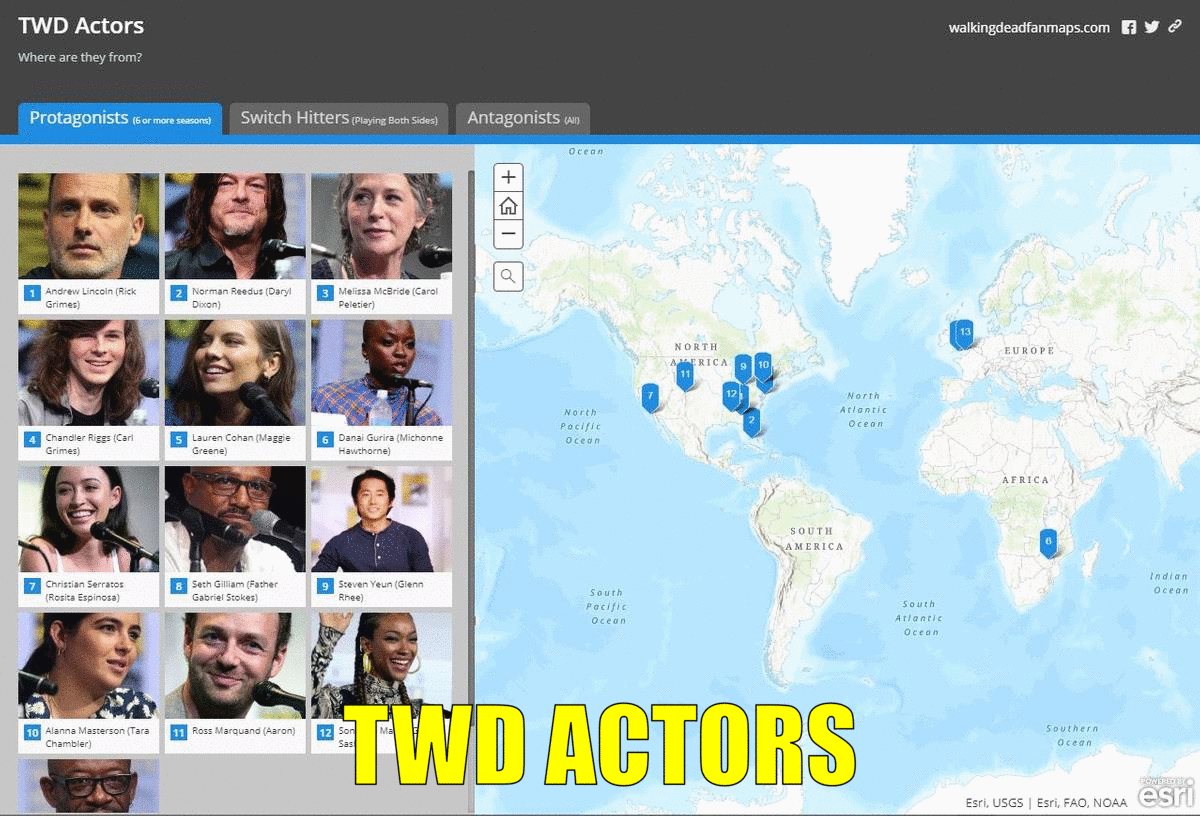 TWD Actors
Where are they from?
walkingdeadfanmaps.com
Protagonists (6 or more seasons)
Switch Hitters (Playing Both Sides)
Antagonists (All)
1 Andrew Lincoln (Rick
Grimes)
2 Norman Reedus (Daryl
Dixon)
3 Melissa McBride (Carol
Peletier)
4 Chandler Riggs (Carl
Grimes)
5 Lauren Cohan (Maggie
Greene)
6 Danai Gurira (Michonne
Hawthorne)
7 Christian Serratos
(Rosita Espinosa)
8 Seth Gilliam (Father
Gabriel Stokes)
9 Steven Yeun (Glenn
Rhee)
10 Alanna Masterson (Tara
Chambler)
11 Ross Marquand (Aaron)
12
TWD ACTORS
+
−
Ocean
NORTH
AMERICA
EUROPE
North
Pacific
Ocean
North
Atlantic
Ocean
AFRICA
SOUTH
AMERICA
South
Pacific
Ocean
South
Atlantic
Ocean
Indian
Ocean
Southern
Ocean
13
9
10
11
7
12
2
6
Esri, USGS | Esri, FAO, NOAA
POWERED BY
esri